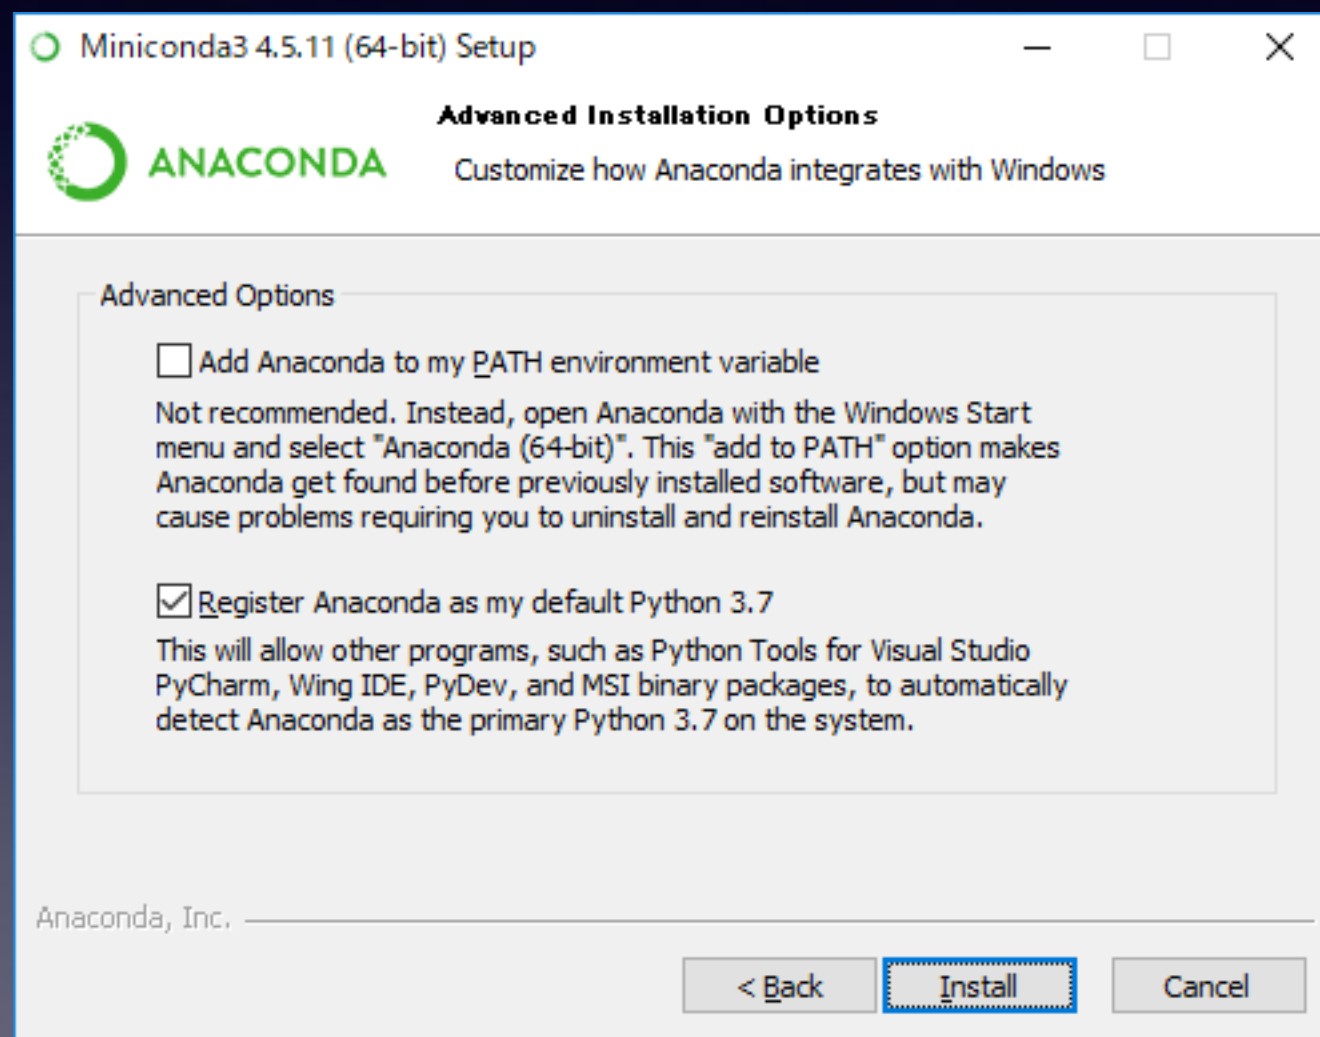 Miniconda3 4.5.11 (64-bit) Setup
ANACONDA
Advanced Installation Options
Customize how Anaconda integrates with Windows
Advanced Options
Add Anaconda to my PATH environment variable
Not recommended. Instead, open Anaconda with the Windows Start
menu and select "Anaconda (64-bit)". This "add to PATH" option makes
Anaconda get found before previously installed software, but may
cause problems requiring you to uninstall and reinstall Anaconda.
Register Anaconda as my default Python 3.7
This will allow other programs, such as Python Tools for Visual Studio
PyCharm, Wing IDE, PyDev, and MSI binary packages, to automatically
detect Anaconda as the primary Python 3.7 on the system.
Anaconda, Inc.
< Back
Install
Cancel